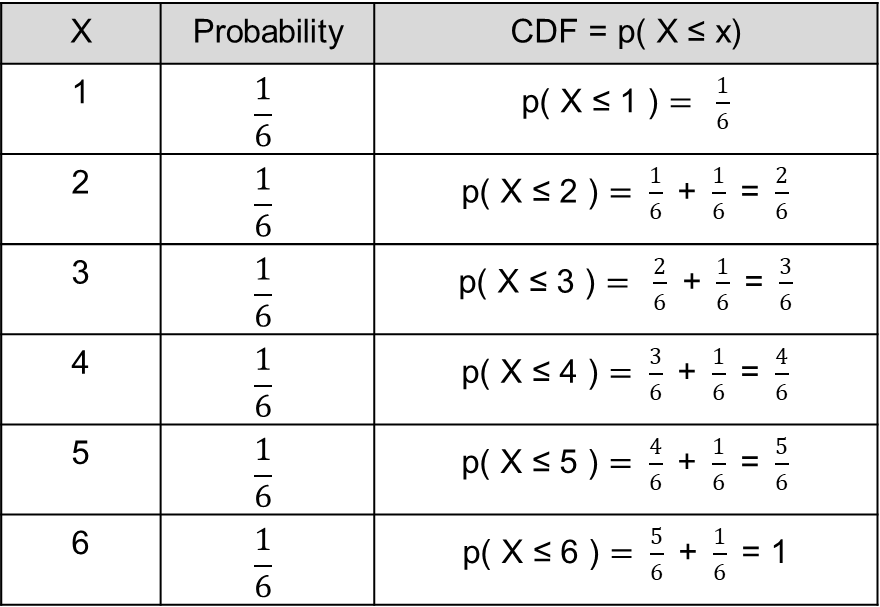 X Probability CDF = p( X ≤ x)
1 1/6 p( X ≤ 1 ) = 1/6
2 1/6 p( X ≤ 2 ) = 1/6 + 1/6 = 2/6
3 1/6 p( X ≤ 3 ) = 2/6 + 1/6 = 3/6
4 1/6 p( X ≤ 4 ) = 3/6 + 1/6 = 4/6
5 1/6 p( X ≤ 5 ) = 4/6 + 1/6 = 5/6
6 1/6 p( X ≤ 6 ) = 5/6 + 1/6 = 1